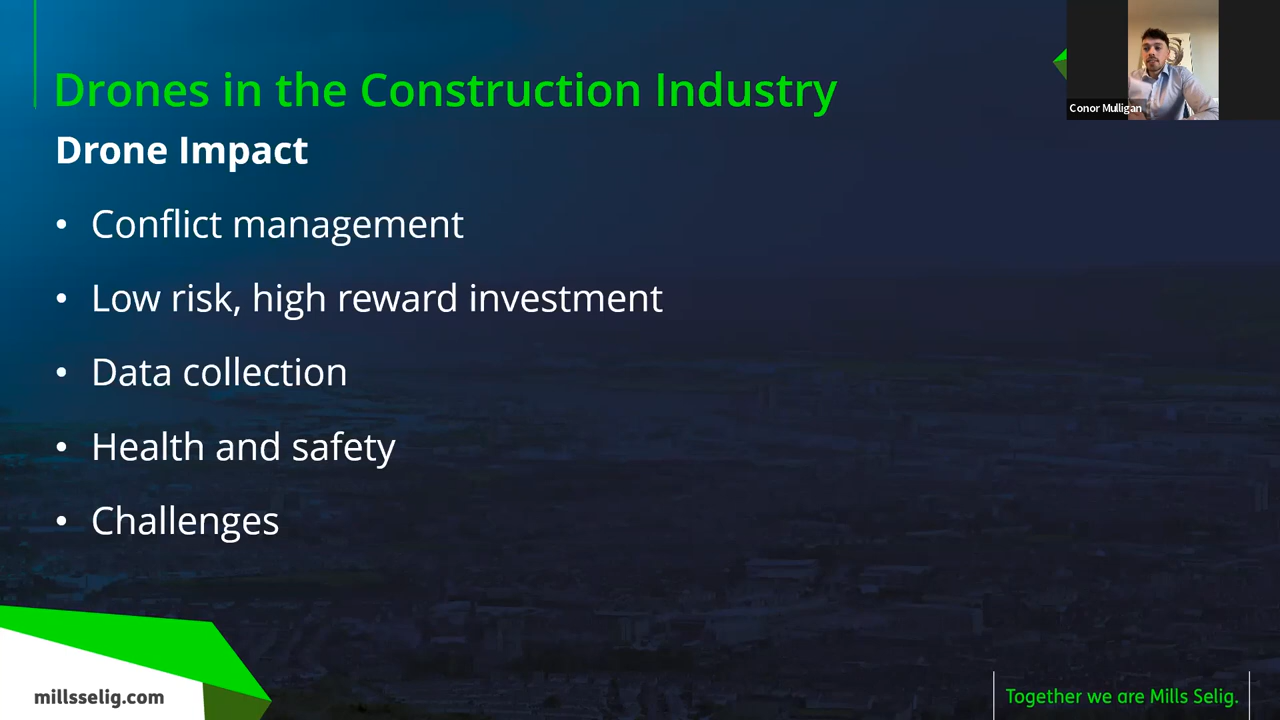 Drones in the Construction Industry
Conor Mulligan
Drone Impact
• Conflict management
• Low risk, high reward investment
• Data collection
• Health and safety
• Challenges
millsselig.com
Together we are Mills Selig.